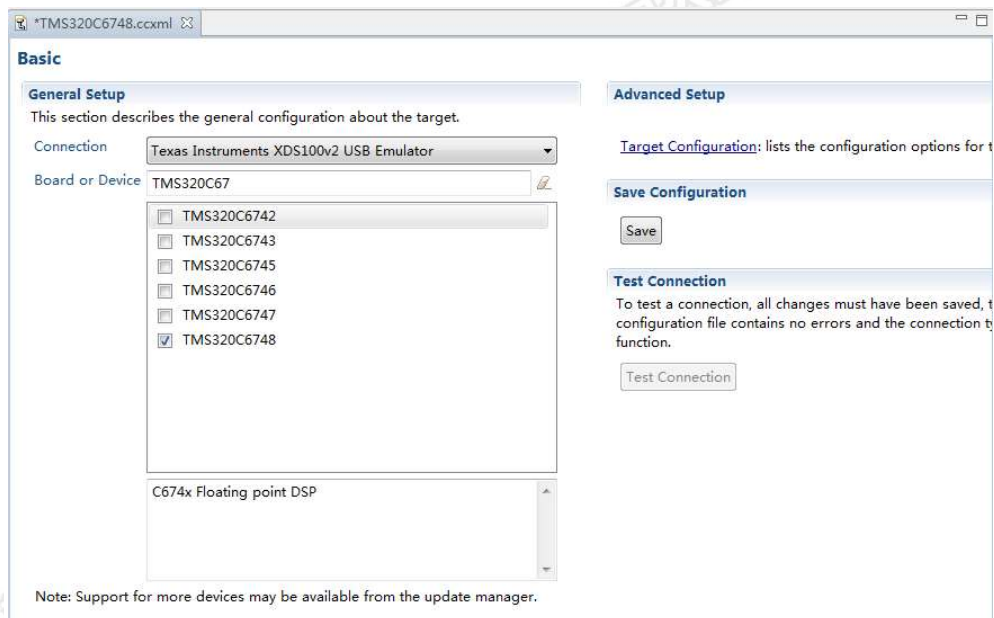 *TMS320C6748.ccxml
Basic
General Setup
This section describes the general configuration about the target.
Connection
Texas Instruments XDS100v2 USB Emulator
Board or Device
TMS320C67
TMS320C6742
TMS320C6743
TMS320C6745
TMS320C6746
TMS320C6747
TMS320C6748
C674x Floating point DSP
Note: Support for more devices may be available from the update manager.
Advanced Setup
Target Configuration: lists the configuration options for t
Save Configuration
Save
Test Connection
To test a connection, all changes must have been saved, t
configuration file contains no errors and the connection ty
function.
Test Connection